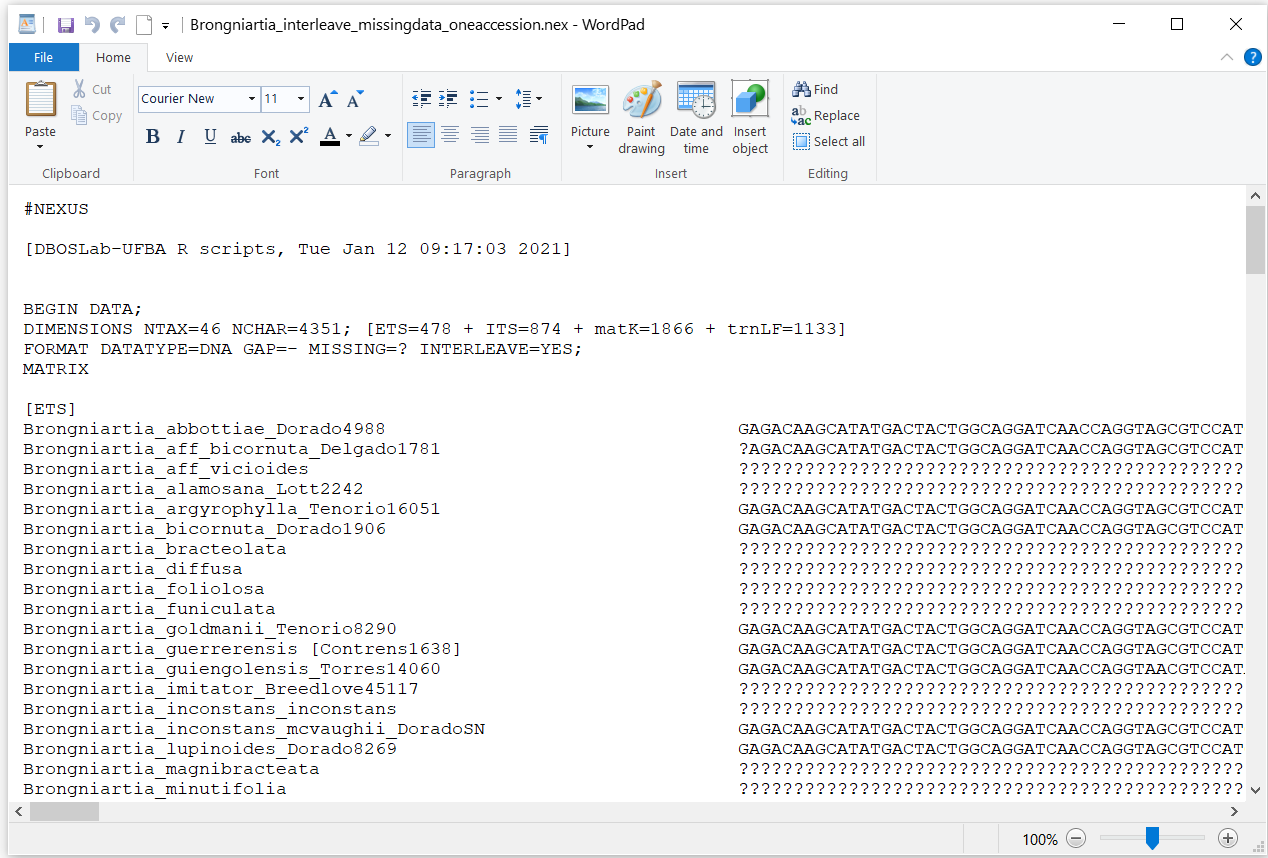 Brongniartia_interleave_missingdata_oneaccession.nex - WordPad
File Home View
Paste
Cut
Copy
Clipboard
Courier New 11
B I U abc X₂ X² A
Font
Paragraph
Picture
Paint drawing
Date and time
Insert object
Insert
Find
Replace
Select all
Editing
#NEXUS
[DBOSLab-UFBA R scripts, Tue Jan 12 09:17:03 2021]
BEGIN DATA;
DIMENSIONS NTAX=46 NCHAR=4351; [ETS=478 + ITS=874 + matK=1866 + trnLF=1133]
FORMAT DATATYPE=DNA GAP=- MISSING=? INTERLEAVE=YES;
MATRIX
[ETS]
Brongniartia_abbottiae_Dorado4988 GAGACAAGCATATGACTACTGGCAGGATCAACCAGGTAGCGTCCAT
Brongniartia_aff_bicornuta_Delgado1781 ?AGACAAGCATATGACTACTGGCAGGATCAACCAGGTAGCGTCCAT
Brongniartia_aff_vicioides ??????????????????????????????????????????????
Brongniartia_alamosana_Lott2242 ??????????????????????????????????????????????
Brongniartia_argyrophylla_Tenorio16051 GAGACAAGCATATGACTACTGGCAGGATCAACCAGGTAGCGTCCAT
Brongniartia_bicornuta_Dorado1906 GAGACAAGCATATGACTACTGGCAGGATCAACCAGGTAGCGTCCAT
Brongniartia_bracteolata ??????????????????????????????????????????????
Brongniartia_diffusa ??????????????????????????????????????????????
Brongniartia_foliolosa ??????????????????????????????????????????????
Brongniartia_funiculata ??????????????????????????????????????????????
Brongniartia_goldmanii_Tenorio8290 GAGACAAGCATATGACTACTGGCAGGATCAACCAGGTAGCGTCCAT
Brongniartia_guerrerensis [Contrens1638] GAGACAAGCATATGACTACTGGCAGGATCAACCAGGTAGCGTCCAT
Brongniartia_guiengolensis_Torres14060 GAGACAAGCATATGACTACTGGCAGGATCAACCAGGTAACGTCCAT
Brongniartia_imitator_Breedlove45117 ??????????????????????????????????????????????
Brongniartia_inconstans_inconstans ??????????????????????????????????????????????
Brongniartia_inconstans_mcvaughii_DoradoSN GAGACAAGCATATGACTACTGGCAGGATCAACCAGGTAGCGTCCAT
Brongniartia_lupinoides_Dorado8269 GAGACAAGCATATGACTACTGGCAGGATCAACCAGGTAGCGTCCAT
Brongniartia_magnibracteata ??????????????????????????????????????????????
Brongniartia_minutifolia ??????????????????????????????????????????????
100%